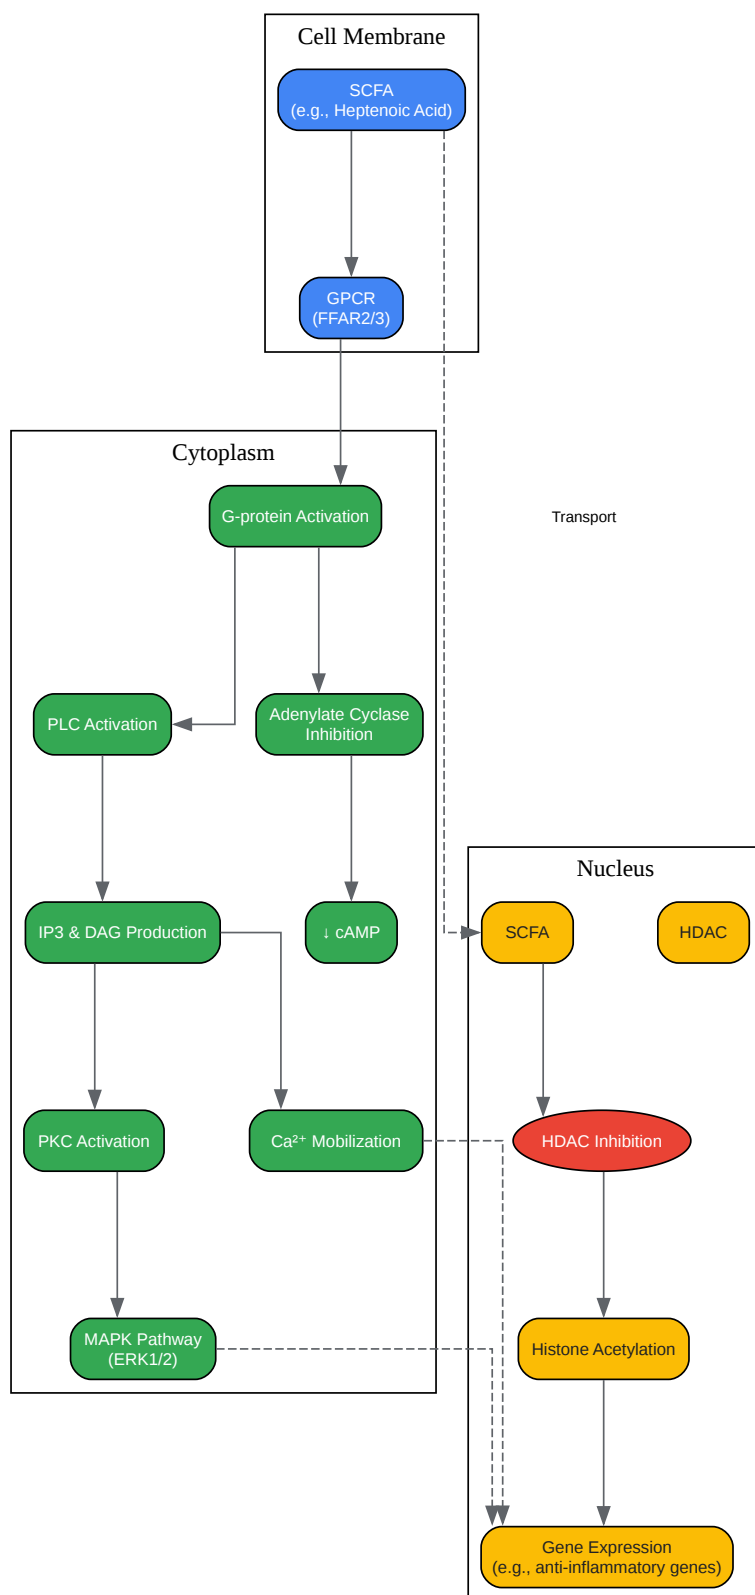 Cell Membrane
SCFA
(e.g., Heptenoic Acid)
GPCR
(FFAR2/3)
Cytoplasm
G-protein Activation
Transport
PLC Activation
Adenylate Cyclase
Inhibition
Nucleus
IP3 & DAG Production
↓ cAMP
SCFA
HDAC
PKC Activation
Ca²⁺ Mobilization
HDAC Inhibition
MAPK Pathway
(ERK1/2)
Histone Acetylation
Gene Expression
(e.g., anti-inflammatory genes)